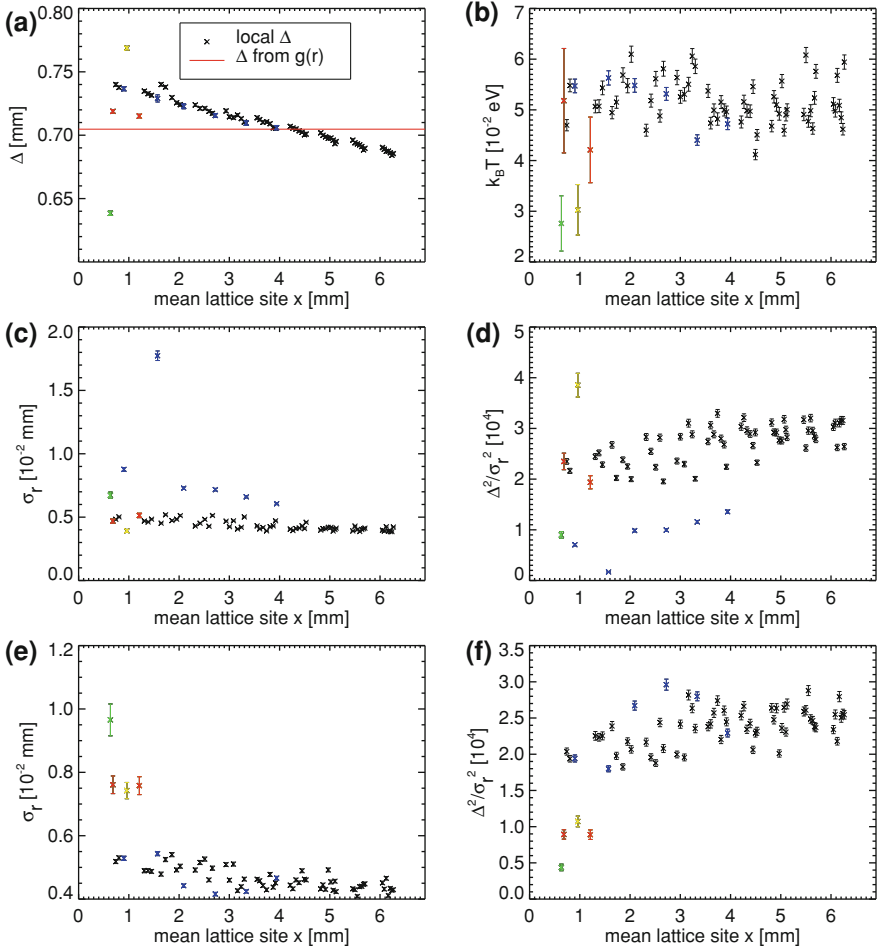 (a)
0.80
0.75
0.70
0.65
Δ [mm]
× local Δ
Δ from g(r)
0 1 2 3 4 5 6
mean lattice site x [mm]
(b)
7
6
5
4
3
2
k_BT [10⁻² eV]
0 1 2 3 4 5 6
mean lattice site x [mm]
(c)
2.0
1.5
1.0
0.5
0.0
σ_r [10⁻² mm]
0 1 2 3 4 5 6
mean lattice site x [mm]
(d)
5
4
3
2
1
0
Δ²/σ_r² [10⁴]
0 1 2 3 4 5 6
mean lattice site x [mm]
(e)
1.2
1.0
0.8
0.6
0.4
σ_r [10⁻² mm]
0 1 2 3 4 5 6
mean lattice site x [mm]
(f)
3.5
3.0
2.5
2.0
1.5
1.0
0.5
0.0
Δ²/σ_r² [10⁴]
0 1 2 3 4 5 6
mean lattice site x [mm]